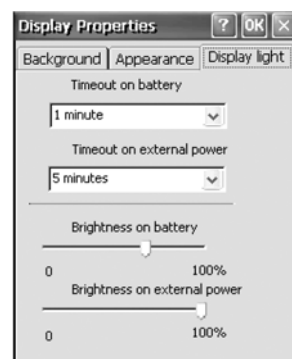 Display Properties ? OK ×
Background Appearance Display light
Timeout on battery
1 minute
Timeout on external power
5 minutes
Brightness on battery
0 100%
Brightness on external power
0 100%